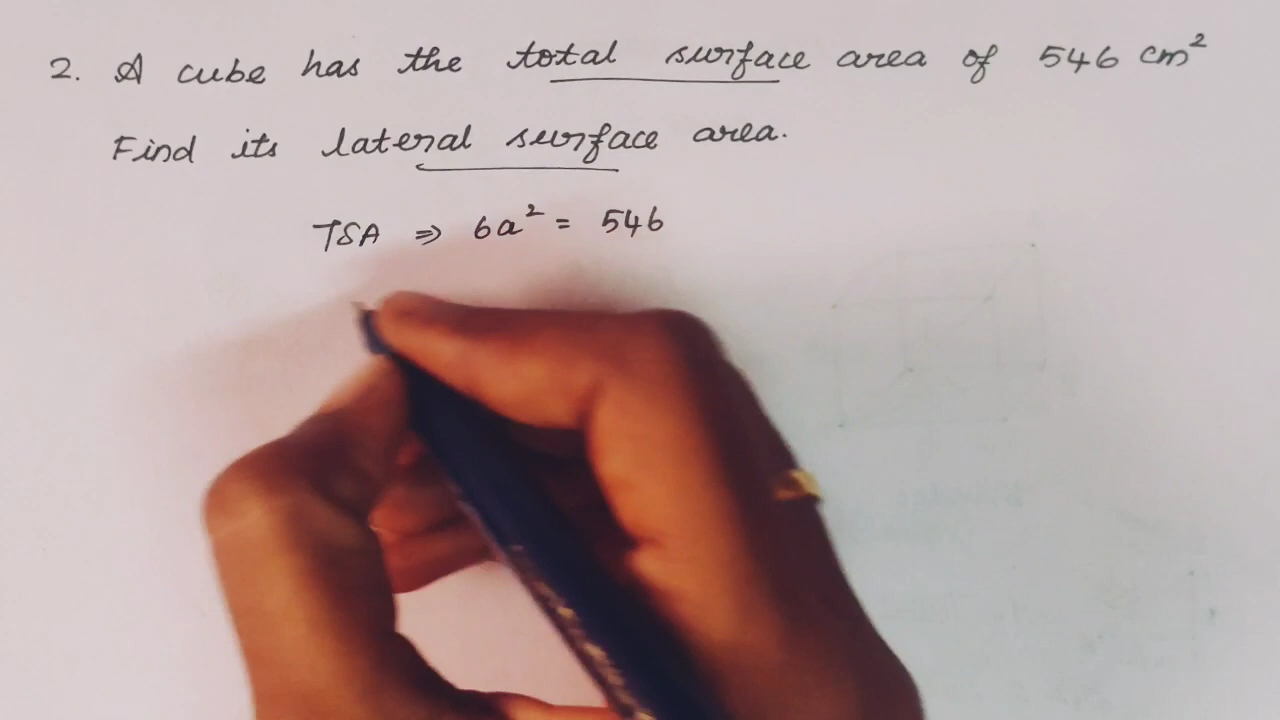 2. A cube has the total surface area of 546 cm²
Find its lateral surface area.
TSA ⇒ 6a² = 546